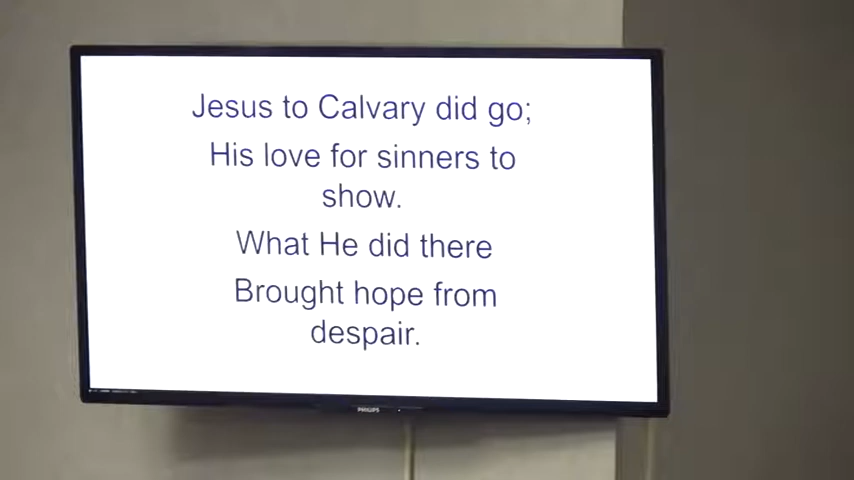 Jesus to Calvary did go;
His love for sinners to
show.
What He did there
Brought hope from
despair.
PHILIPS